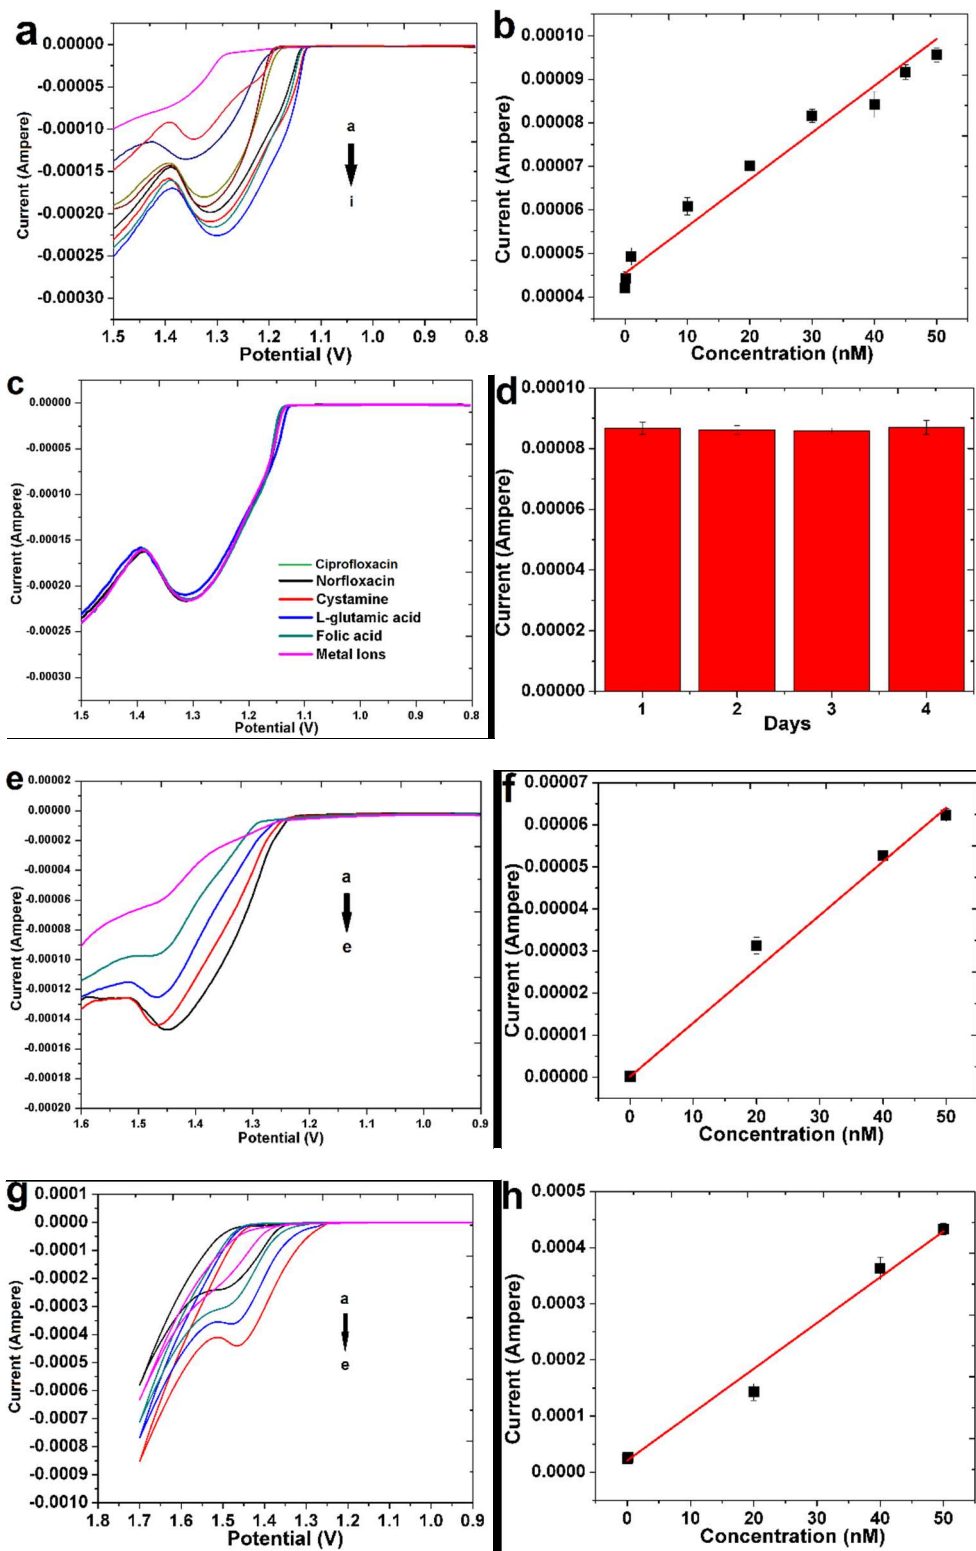 a
0.00000
-0.00005
-0.00010
-0.00015
-0.00020
-0.00025
-0.00030
Current (Ampere)
a
i
1.5 1.4 1.3 1.2 1.1 1.0 0.9 0.8
Potential (V)
b
0.00010
0.00009
0.00008
0.00007
0.00006
0.00005
0.00004
Current (Ampere)
0 10 20 30 40 50
Concentration (nM)
c
0.00000
-0.00005
-0.00010
-0.00015
-0.00020
-0.00025
-0.00030
Current (Ampere)
Ciprofloxacin
Norfloxacin
Cystamine
L-glutamic acid
Folic acid
Metal Ions
1.5 1.4 1.3 1.2 1.1 1.0 0.9 0.8
Potential (V)
d
0.00010
0.00008
0.00006
0.00004
0.00002
0.00000
Current (Ampere)
1 2 3 4
Days
e
0.00002
0.00000
-0.00002
-0.00004
-0.00006
-0.00008
-0.00010
-0.00012
-0.00014
-0.00016
-0.00018
-0.00020
Current (Ampere)
a
e
1.6 1.5 1.4 1.3 1.2 1.1 1.0 0.9
Potential (V)
f
0.00007
0.00006
0.00005
0.00004
0.00003
0.00002
0.00001
0.00000
Current (Ampere)
0 10 20 30 40 50
Concentration (nM)
g
0.0001
0.0000
-0.0001
-0.0002
-0.0003
-0.0004
-0.0005
-0.0006
-0.0007
-0.0008
-0.0009
-0.0010
Current (Ampere)
a
e
1.8 1.7 1.6 1.5 1.4 1.3 1.2 1.1 1.0 0.9
Potential (V)
h
0.0005
0.0004
0.0003
0.0002
0.0001
0.0000
Current (Ampere)
0 10 20 30 40 50
Concentration (nM)